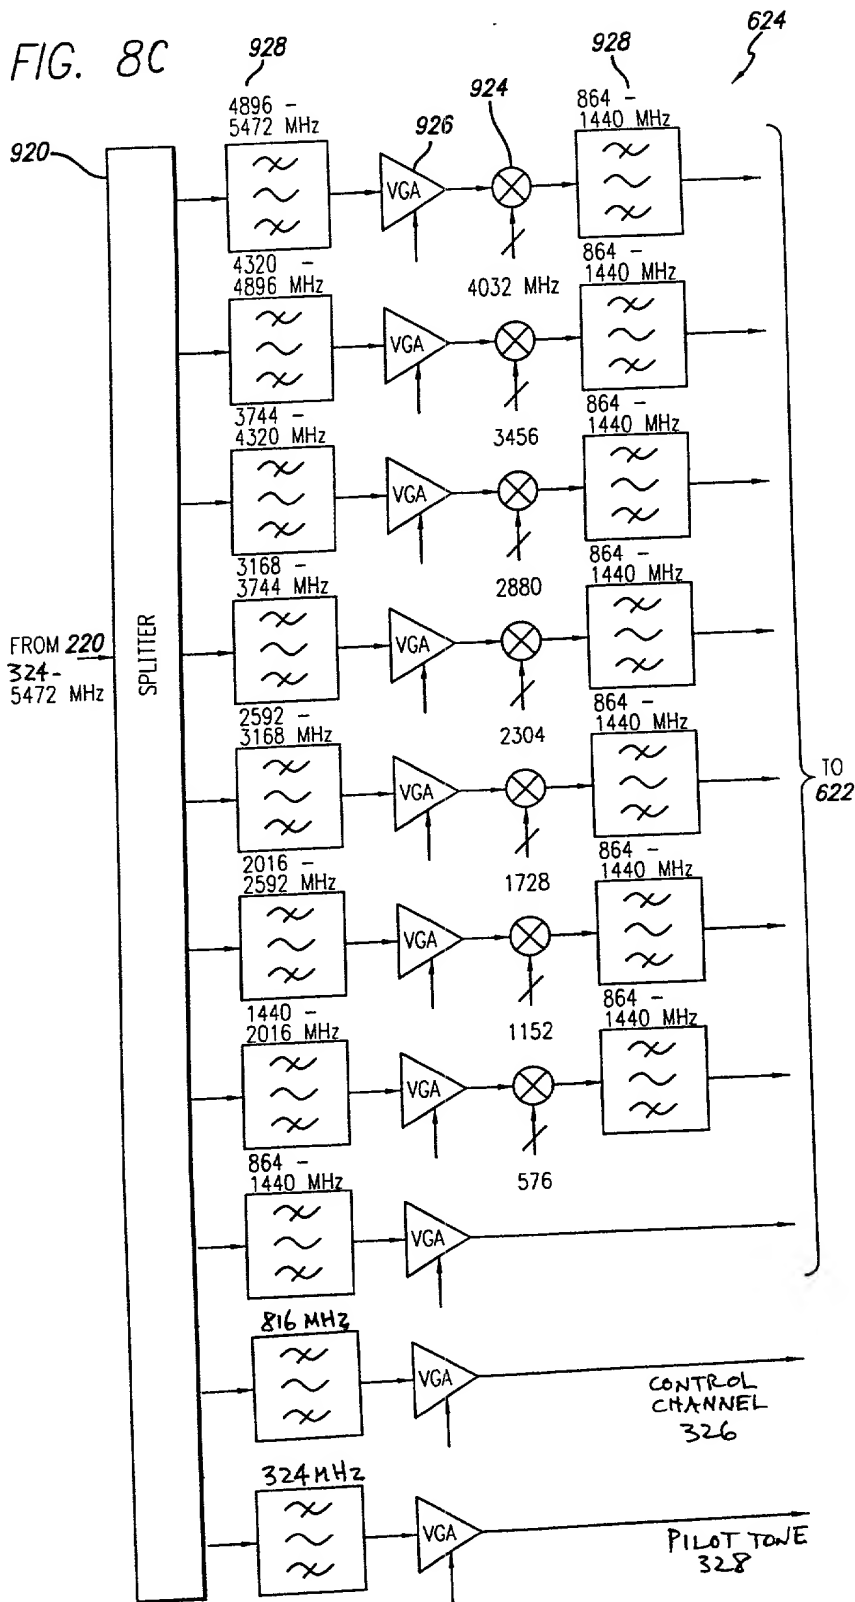 FIG. 8C
928
924
928
624
4896 -
5472 MHz
864 -
1440 MHz
920
926
VGA
4032 MHz
4320 -
4896 MHz
864 -
1440 MHz
VGA
3456
3744 -
4320 MHz
864 -
1440 MHz
VGA
2880
3168 -
3744 MHz
864 -
1440 MHz
VGA
2304
FROM 220
324-
5472 MHz
SPLITTER
2592 -
3168 MHz
864 -
1440 MHz
VGA
1728
TO
622
2016 -
2592 MHz
864 -
1440 MHz
VGA
1152
1440 -
2016 MHz
864 -
1440 MHz
VGA
576
864 -
1440 MHz
VGA
816 MHz
VGA
CONTROL
CHANNEL
326
324 MHz
VGA
PILOT TONE
328